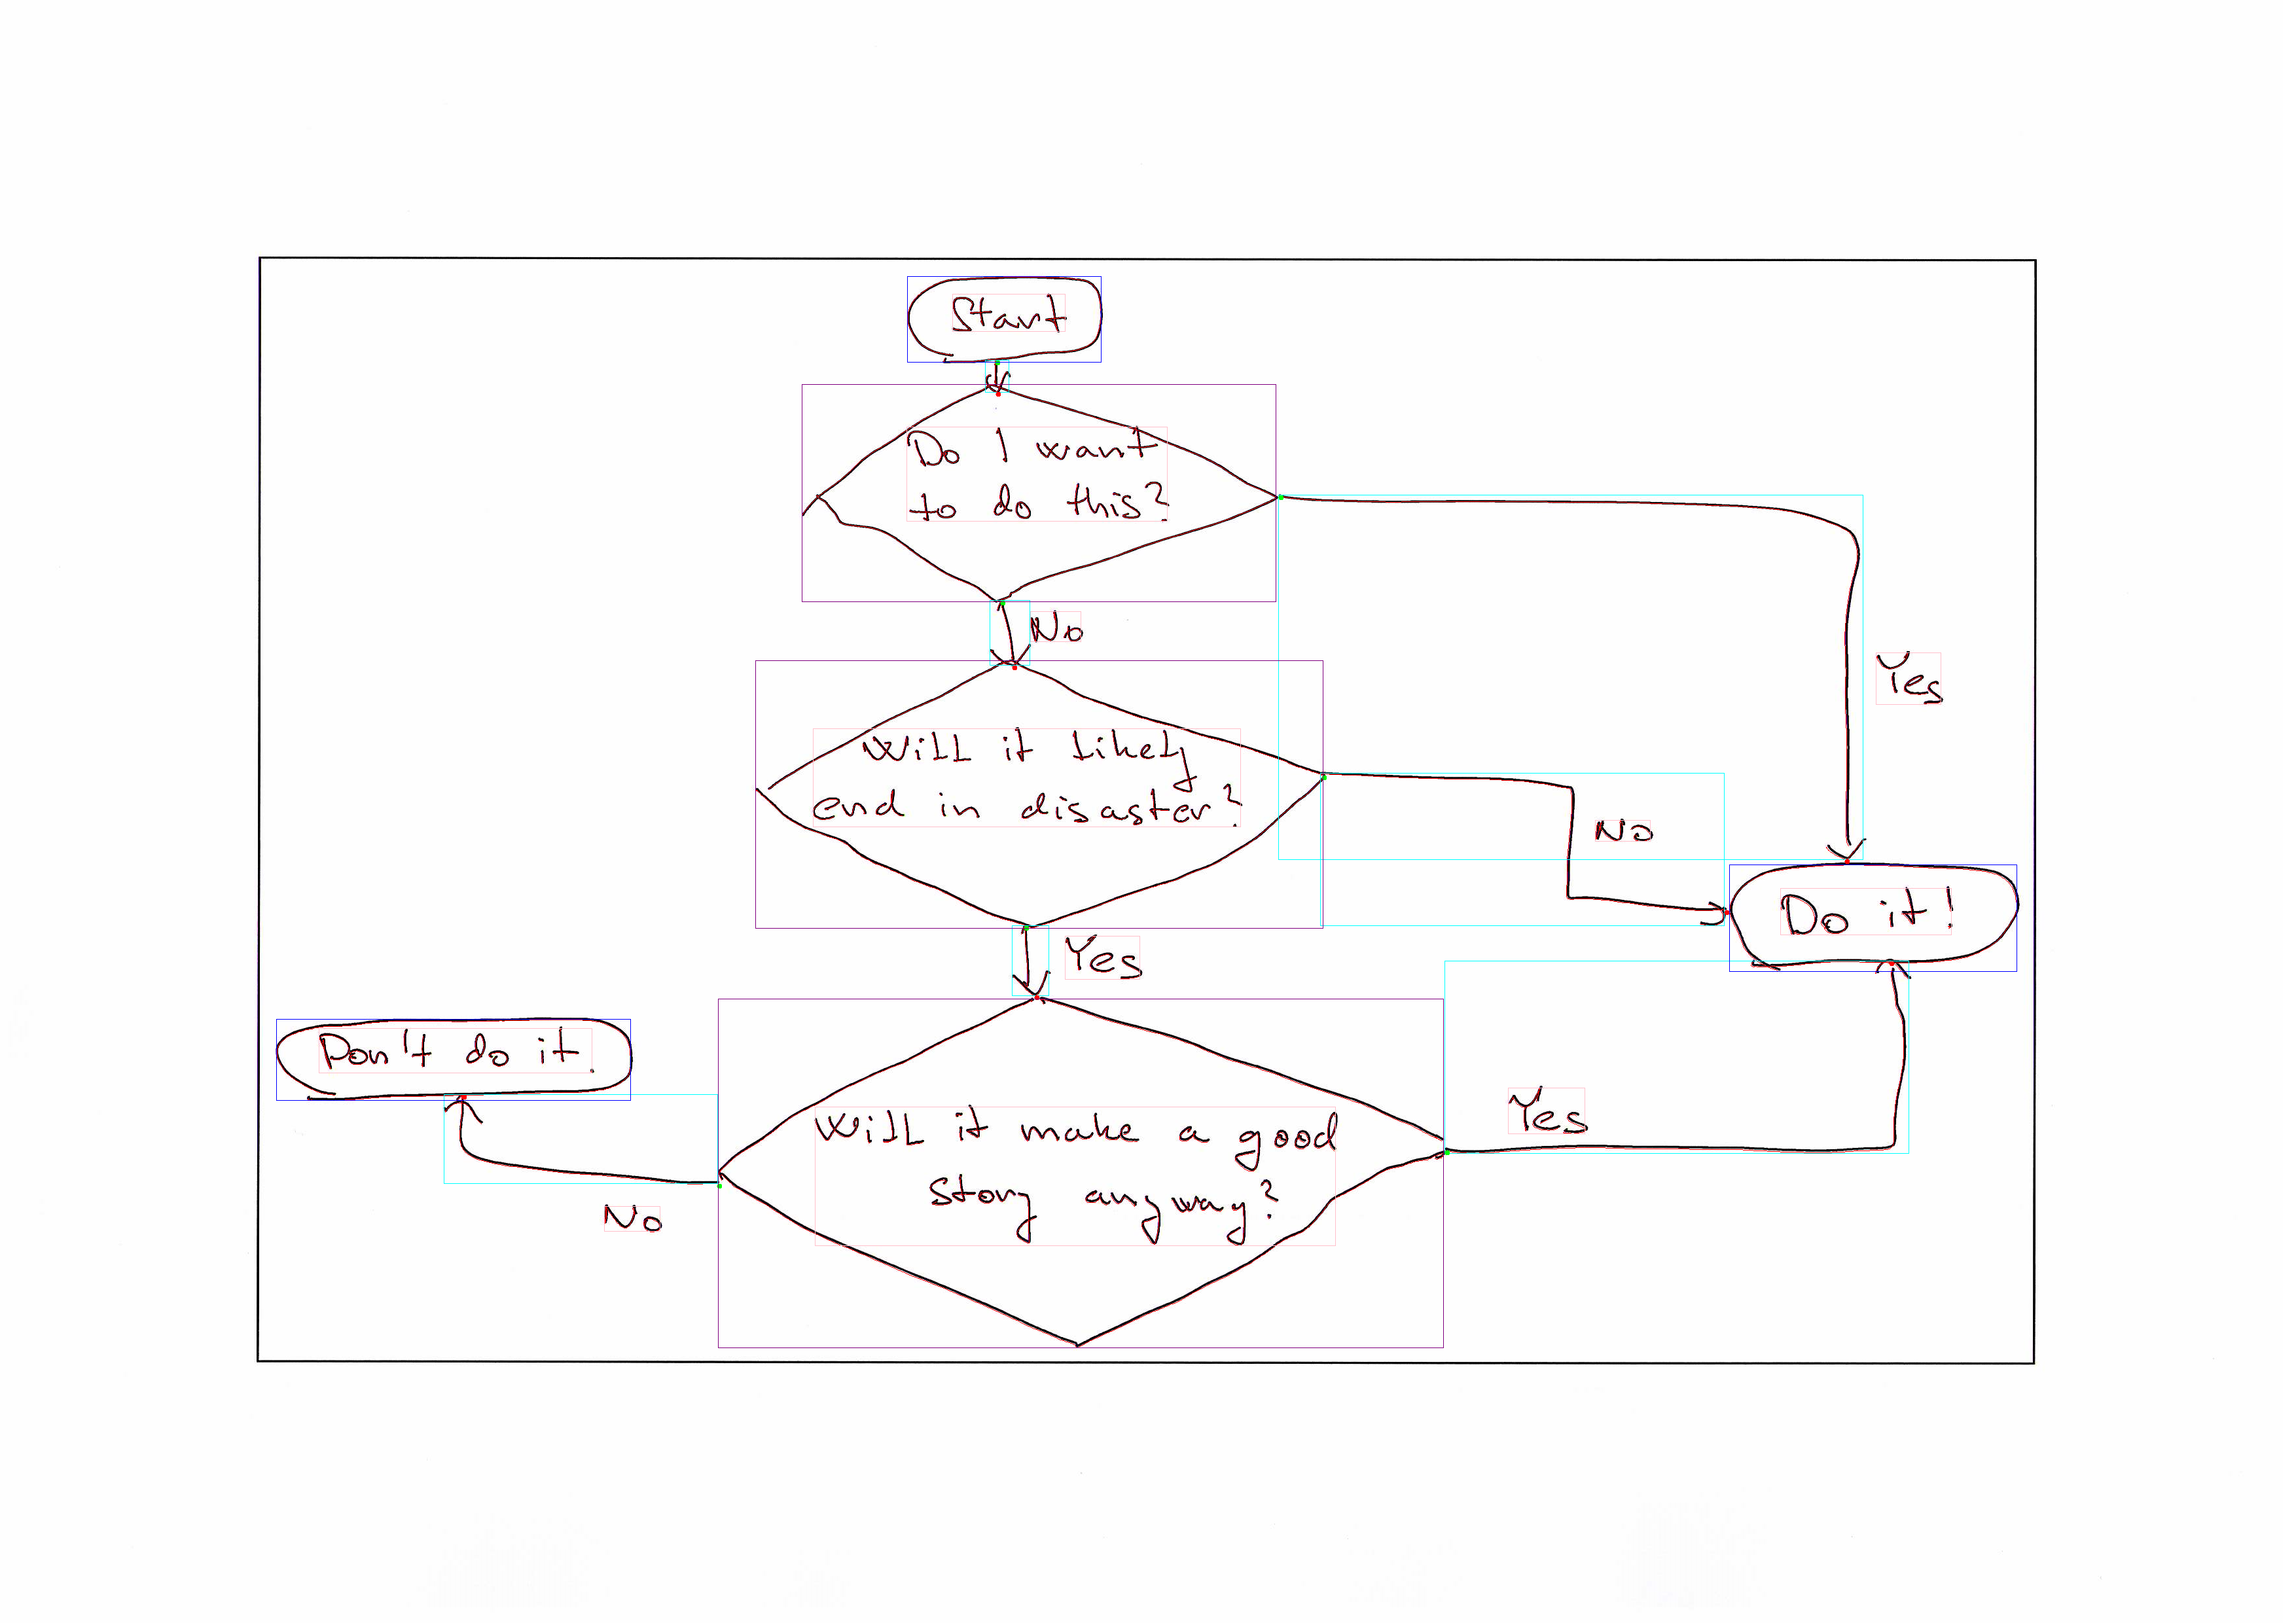 Start
Do I want
to do this?
No
Yes
Will it likely
end in disaster?
No
Do it!
Yes
Don't do it.
Will it make a good
story anyway?
Yes
No